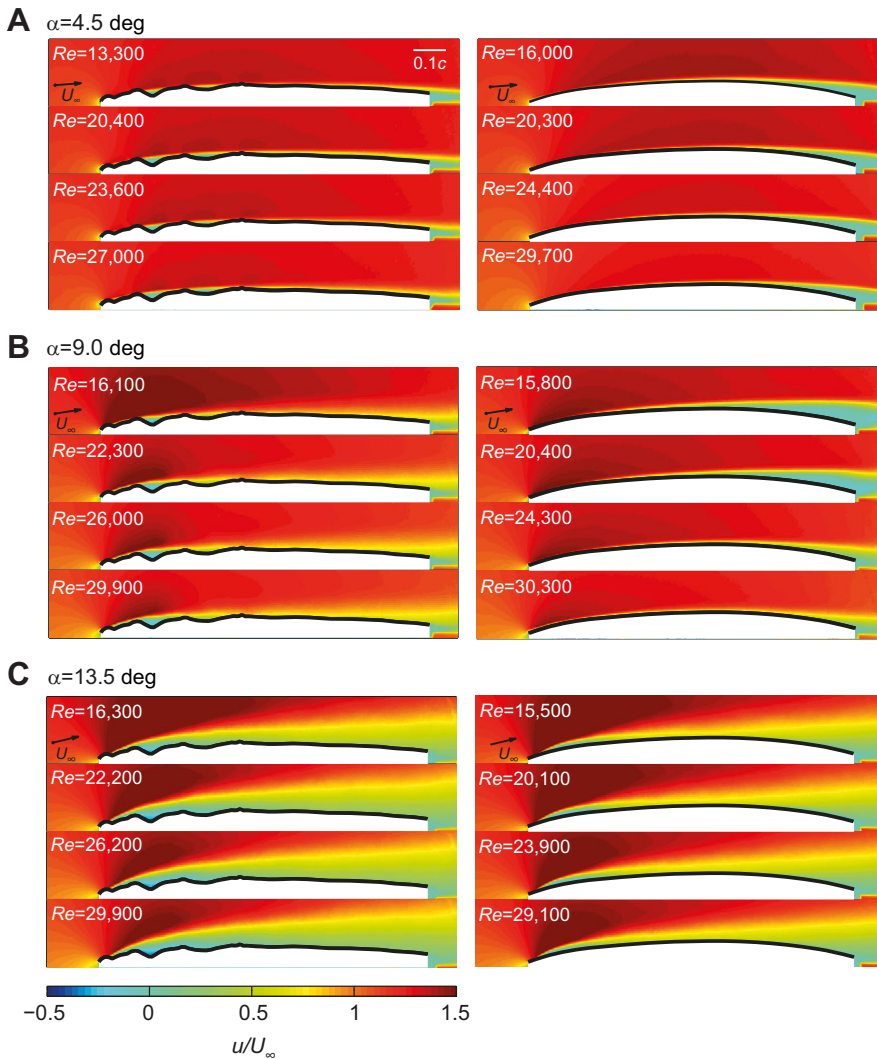 A α=4.5 deg
Re=13,300
0.1c
U∞
Re=20,400
Re=23,600
Re=27,000
Re=16,000
U∞
Re=20,300
Re=24,400
Re=29,700
B α=9.0 deg
Re=16,100
U∞
Re=22,300
Re=26,000
Re=29,900
Re=15,800
U∞
Re=20,400
Re=24,300
Re=30,300
C α=13.5 deg
Re=16,300
U∞
Re=22,200
Re=26,200
Re=29,900
Re=15,500
U∞
Re=20,100
Re=23,900
Re=29,100
−0.5 0 0.5 1 1.5
u/U∞